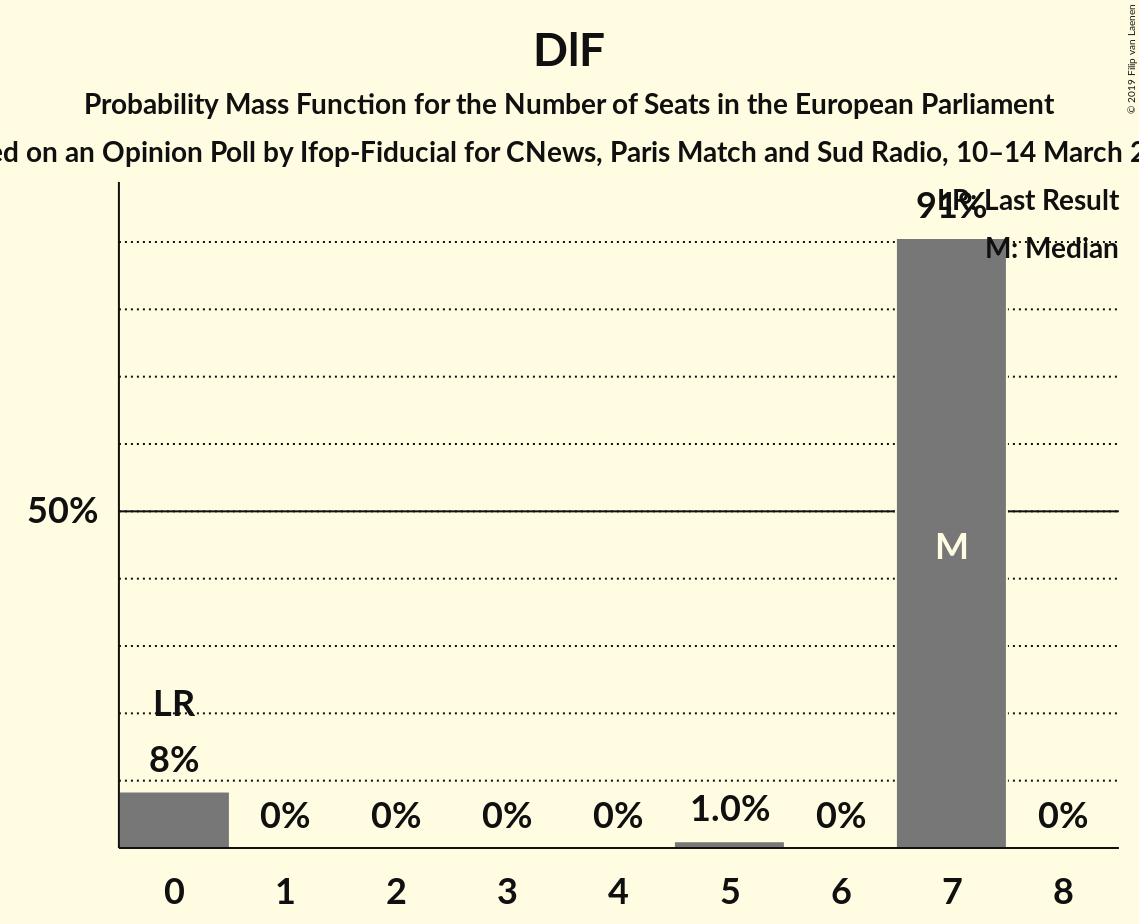 DIF
Probability Mass Function for the Number of Seats in the European Parliament
on an Opinion Poll by Ifop-Fiducial for CNews, Paris Match and Sud Radio, 10–14 March
© 2019 Filip van Laenen
LR: Last Result
M: Median
91%
50%
M
LR
8%
0%
0%
0%
0%
1.0%
0%
0%
0 1 2 3 4 5 6 7 8